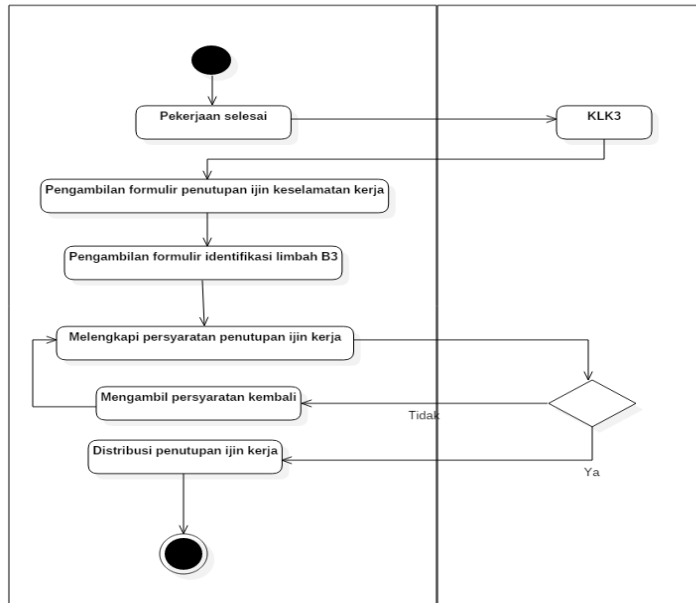 Pekerjaan selesai
KLK3
Pengambilan formulir penutupan ijin keselamatan kerja
Pengambilan formulir identifikasi limbah B3
Melengkapi persyaratan penutupan ijin kerja
Mengambil persyaratan kembali
Tidak
Distribusi penutupan ijin kerja
Ya